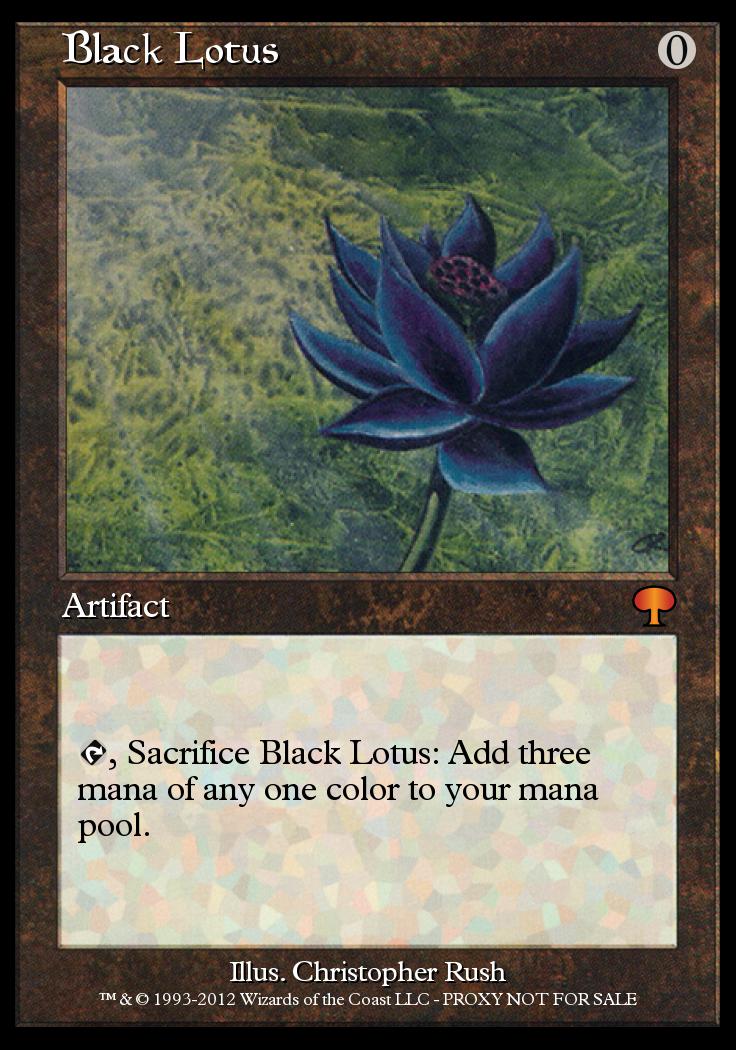 Black Lotus 0
Artifact
, Sacrifice Black Lotus: Add three
mana of any one color to your mana
pool.
Illus. Christopher Rush
™ & © 1993-2012 Wizards of the Coast LLC - PROXY NOT FOR SALE